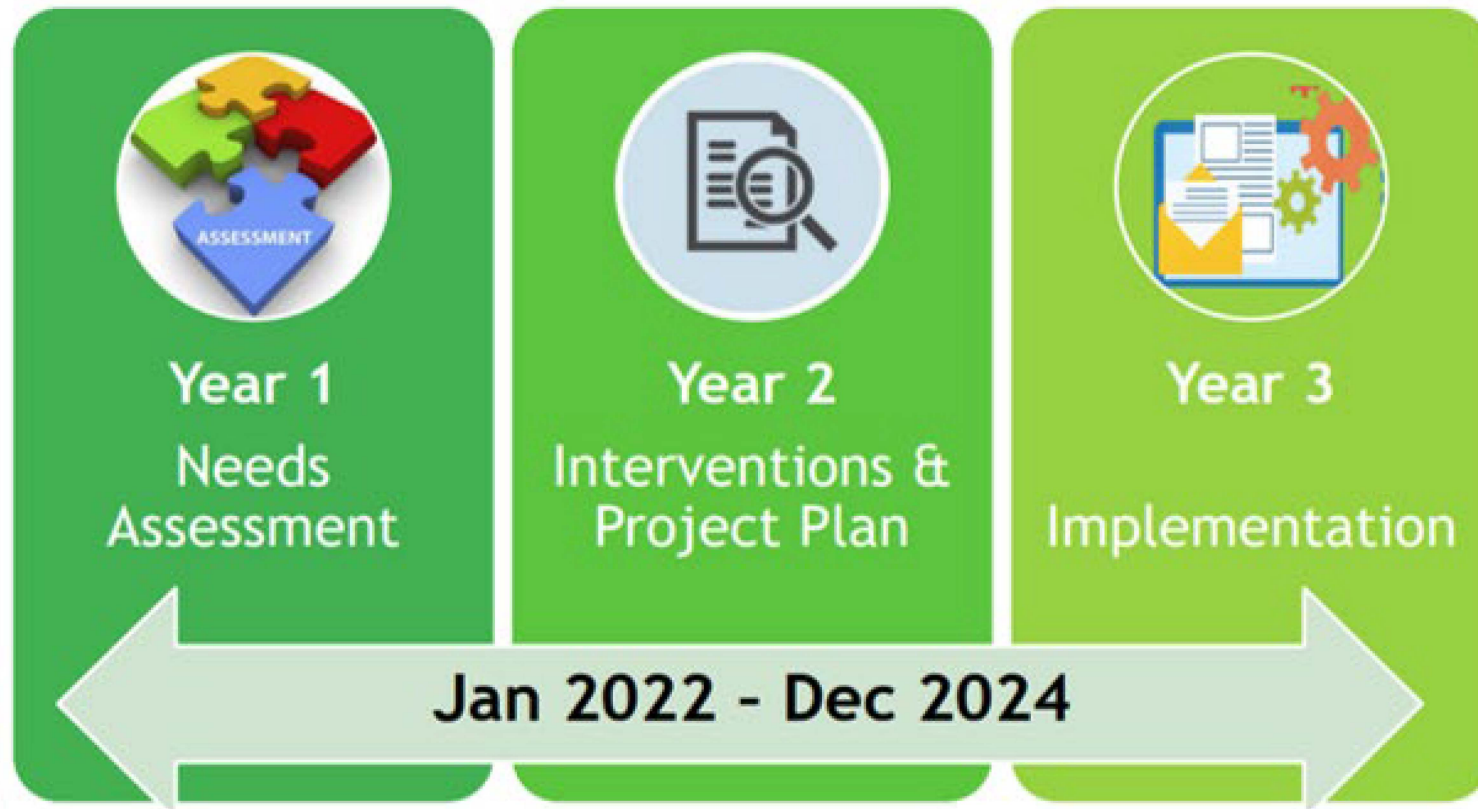 ASSESSMENT
Year 1
Needs
Assessment
Year 2
Interventions &
Project Plan
Year 3
Implementation
Jan 2022 - Dec 2024